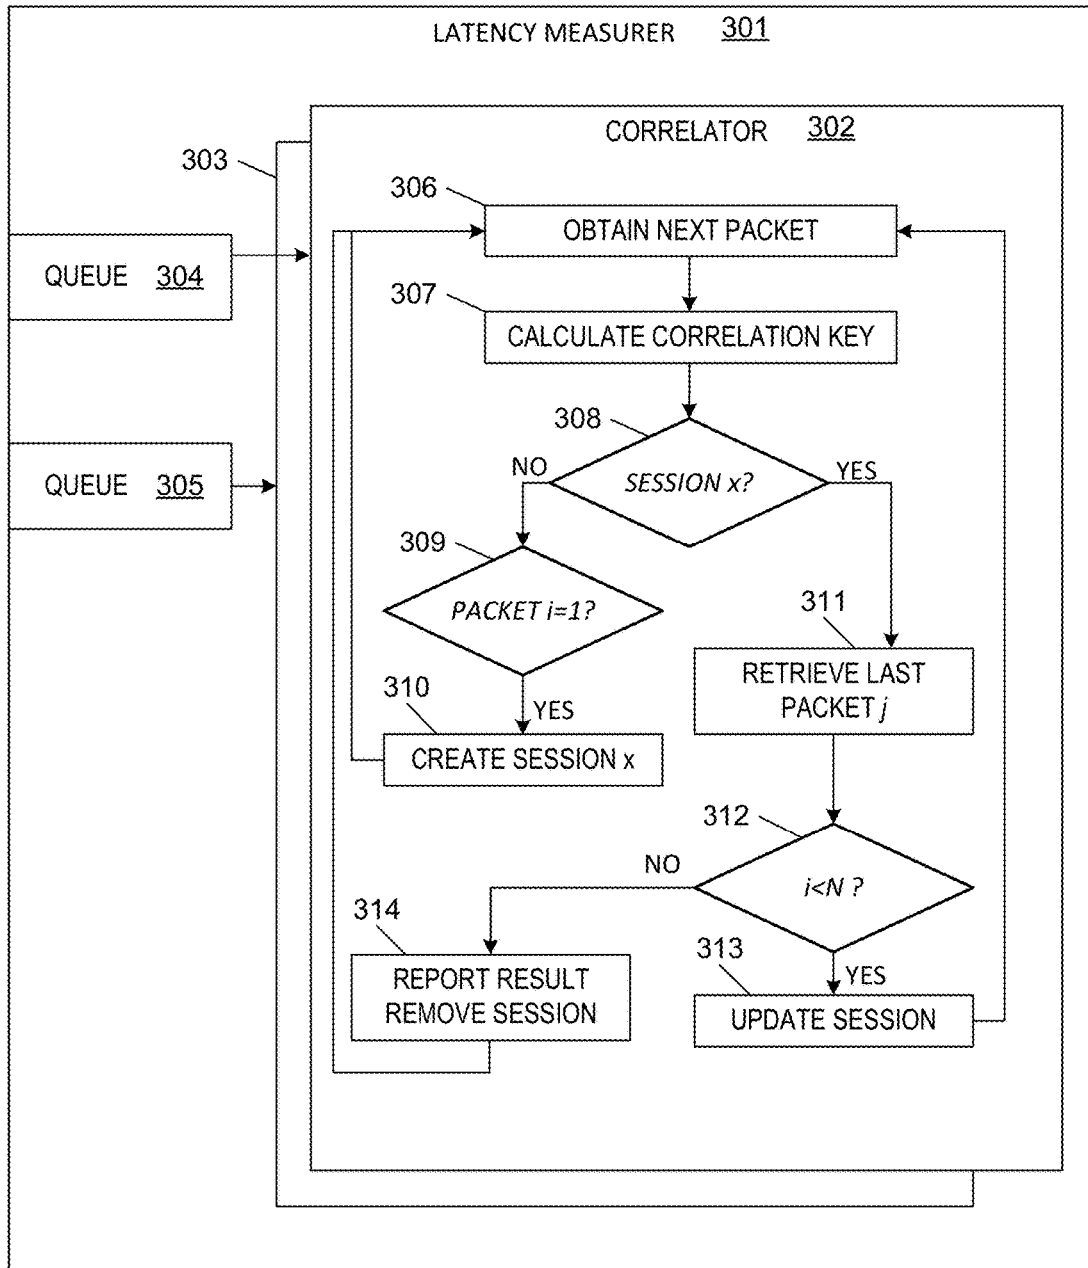 LATENCY MEASURER 301
CORRELATOR 302
303
306
OBTAIN NEXT PACKET
QUEUE 304
307
CALCULATE CORRELATION KEY
308
NO
YES
SESSION x?
QUEUE 305
309
PACKET i=1?
311
RETRIEVE LAST
PACKET j
310
YES
CREATE SESSION x
312
NO
i<N ?
314
313
YES
REPORT RESULT
REMOVE SESSION
UPDATE SESSION